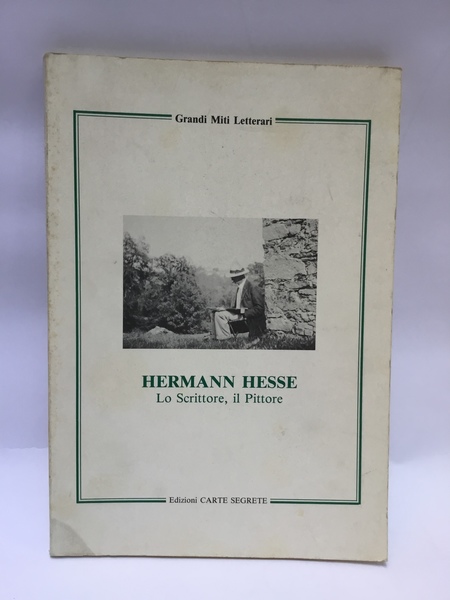 Grandi Miti Letterari
HERMANN HESSE
Lo Scrittore, il Pittore
Edizioni CARTE SEGRETE